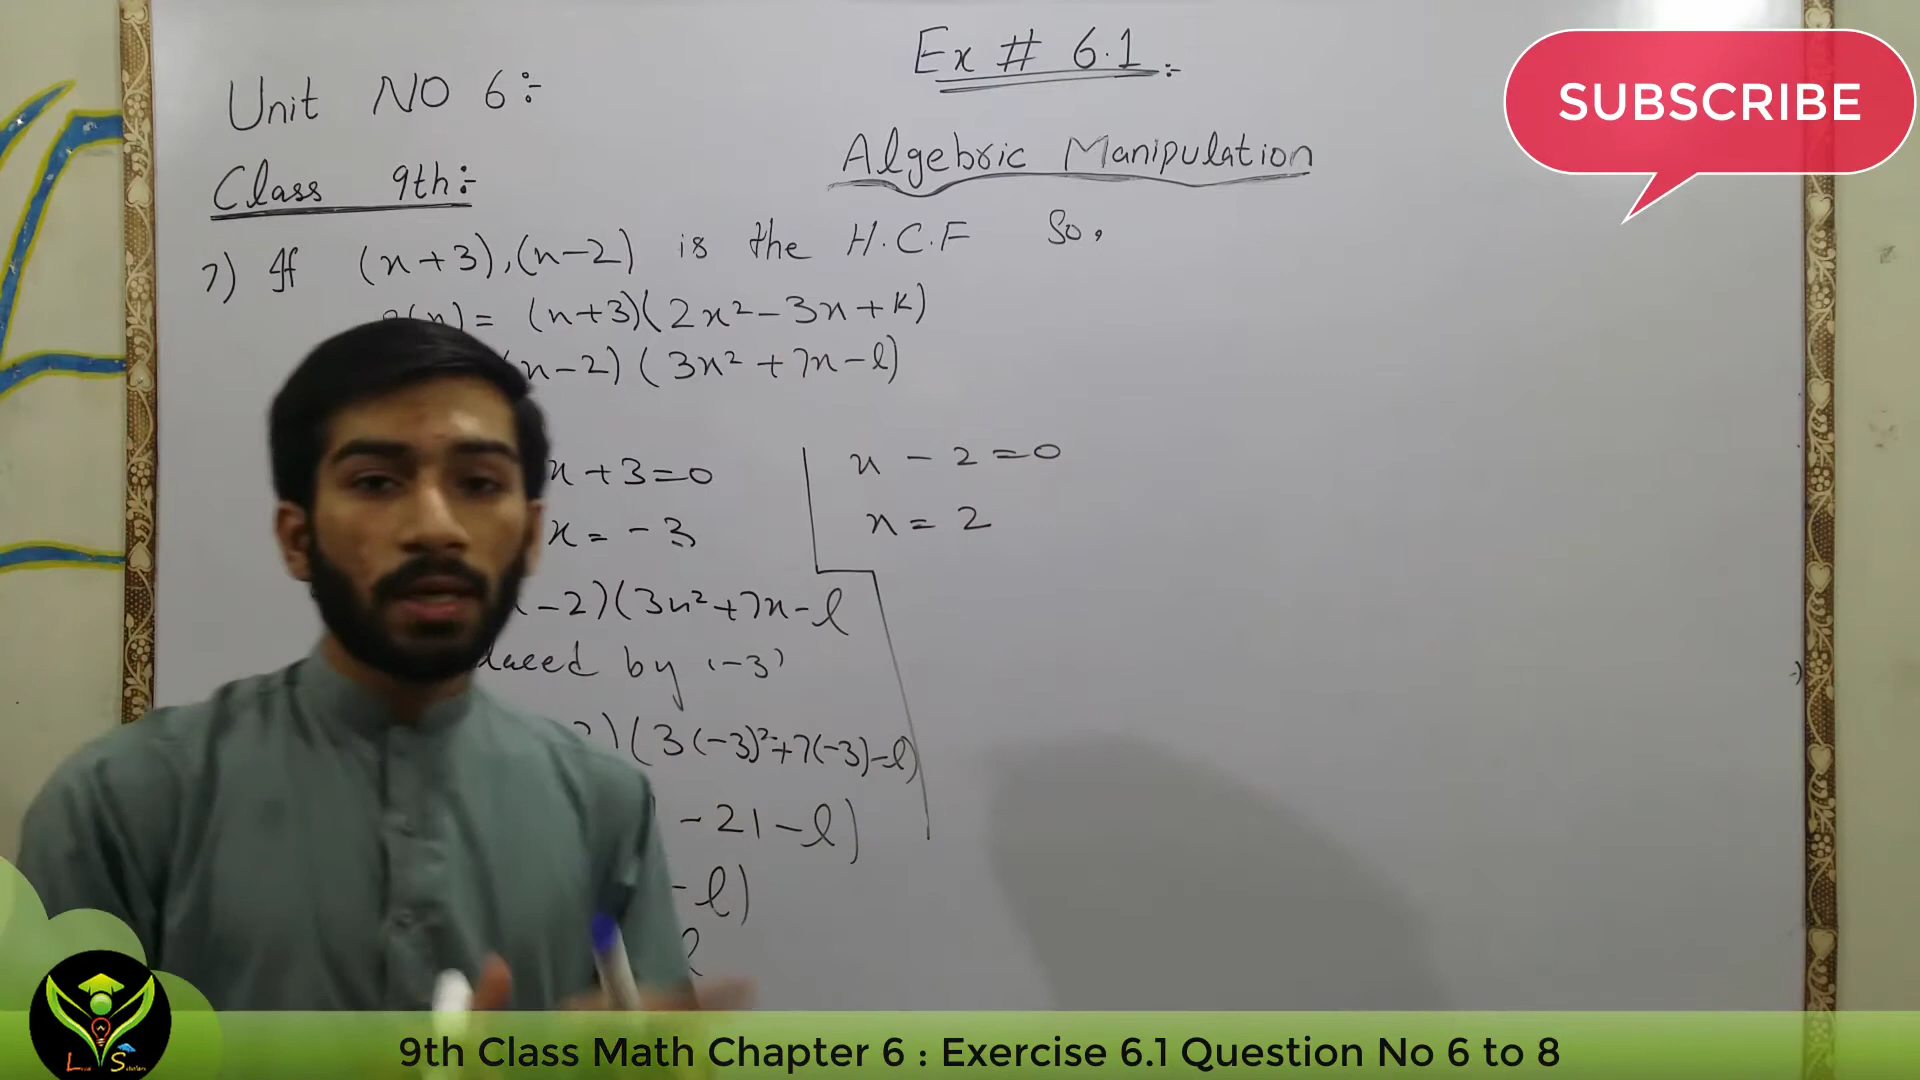 Ex # 6.1 :-
SUBSCRIBE
Unit NO 6 :-
Algebric Manipulation
Class 9th :-
7) If (x+3),(x-2) is the H.C.F So,
= (x+3)(2x²-3x+k)
x-2) (3x²+7x-l)
x+3=0
x-2=0
x=-3
x=2
-2)(3x²+7x-l
by (-3)
)(3(-3)²+7(-3)-l)
-21-l)
-l)
l
9th Class Math Chapter 6 : Exercise 6.1 Question No 6 to 8